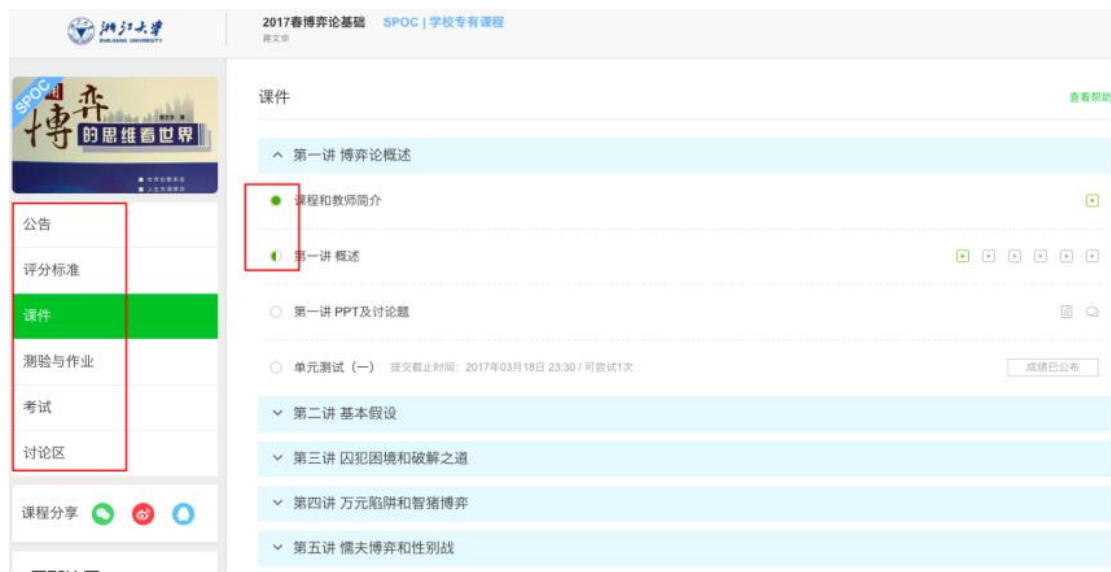 浙江大学
ZHEJIANG UNIVERSITY
2017春博弈论基础 SPOC | 学校专有课程
蒋文华
SPOC
用
博弈
的思维看世界
课件
查看帮助
第一讲 博弈论概述
课程和教师简介
第一讲 概述
第一讲 PPT及讨论题
单元测试（一） 提交截止时间：2017年03月18日 23:30 / 可尝试1次 成绩已公布
第二讲 基本假设
第三讲 囚犯困境和破解之道
第四讲 万元陷阱和智猪博弈
第五讲 懦夫博弈和性别战
公告
评分标准
课件
测验与作业
考试
讨论区
课程分享